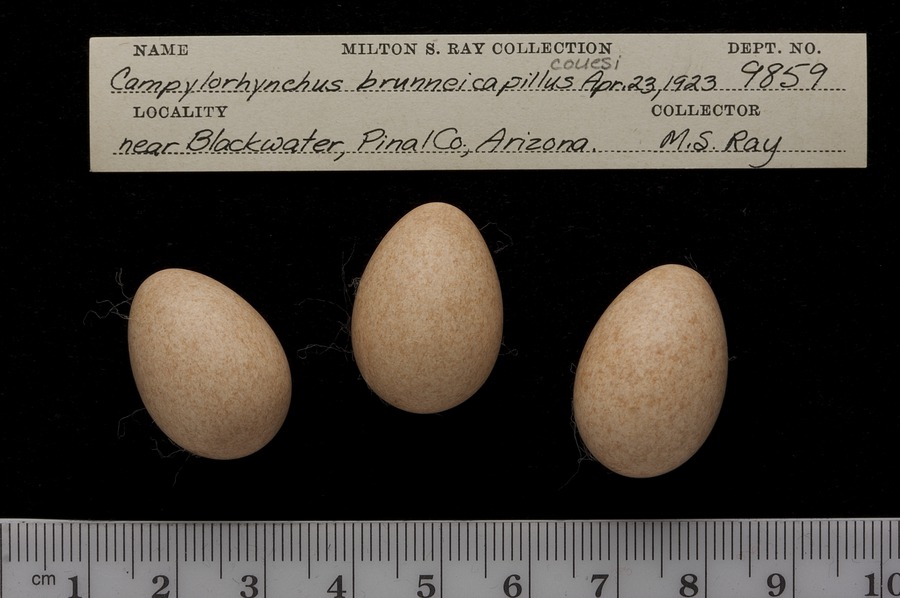 NAME MILTON S. RAY COLLECTION DEPT. NO.
couesi
Campylorhynchus brunneicapillus Apr. 23, 1923 9859
LOCALITY COLLECTOR
near Blackwater, Pinal Co., Arizona. M.S. Ray
cm 1 2 3 4 5 6 7 8 9 10